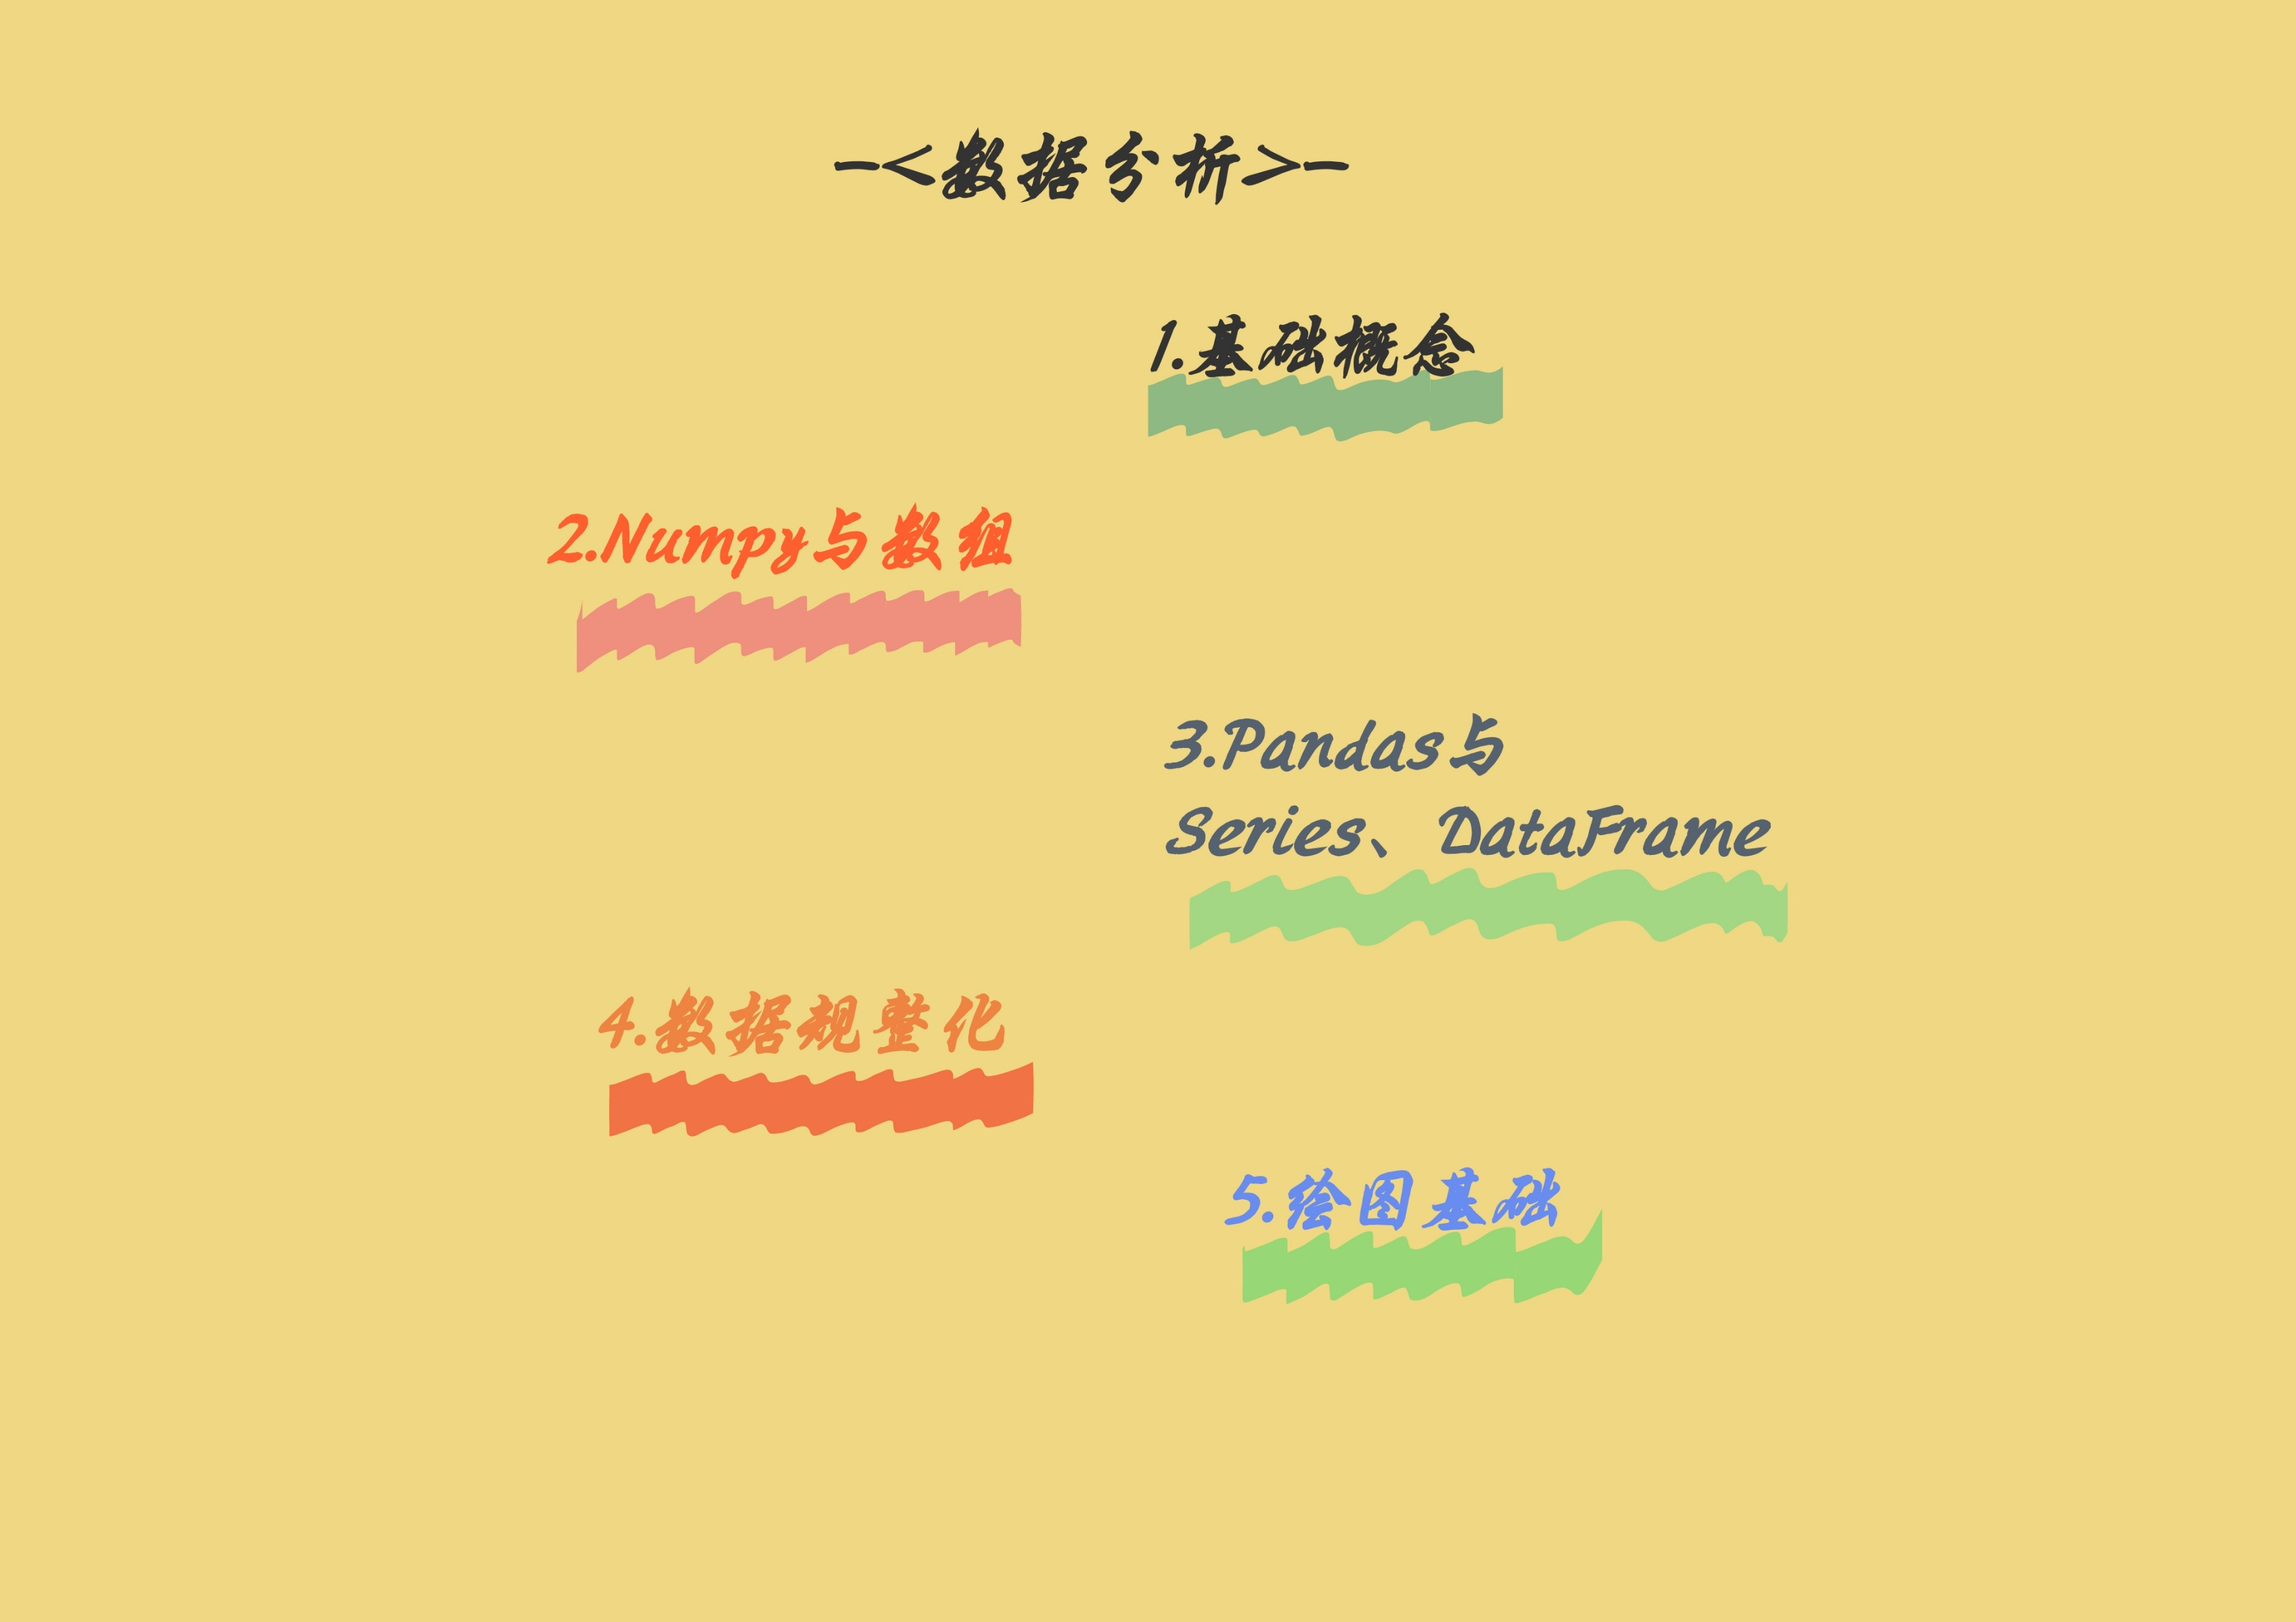 —<数据分析>—
1.基础概念
2.Numpy与数组
3.Pandas与
Series、DataFrame
4.数据规整化
5.绘图基础